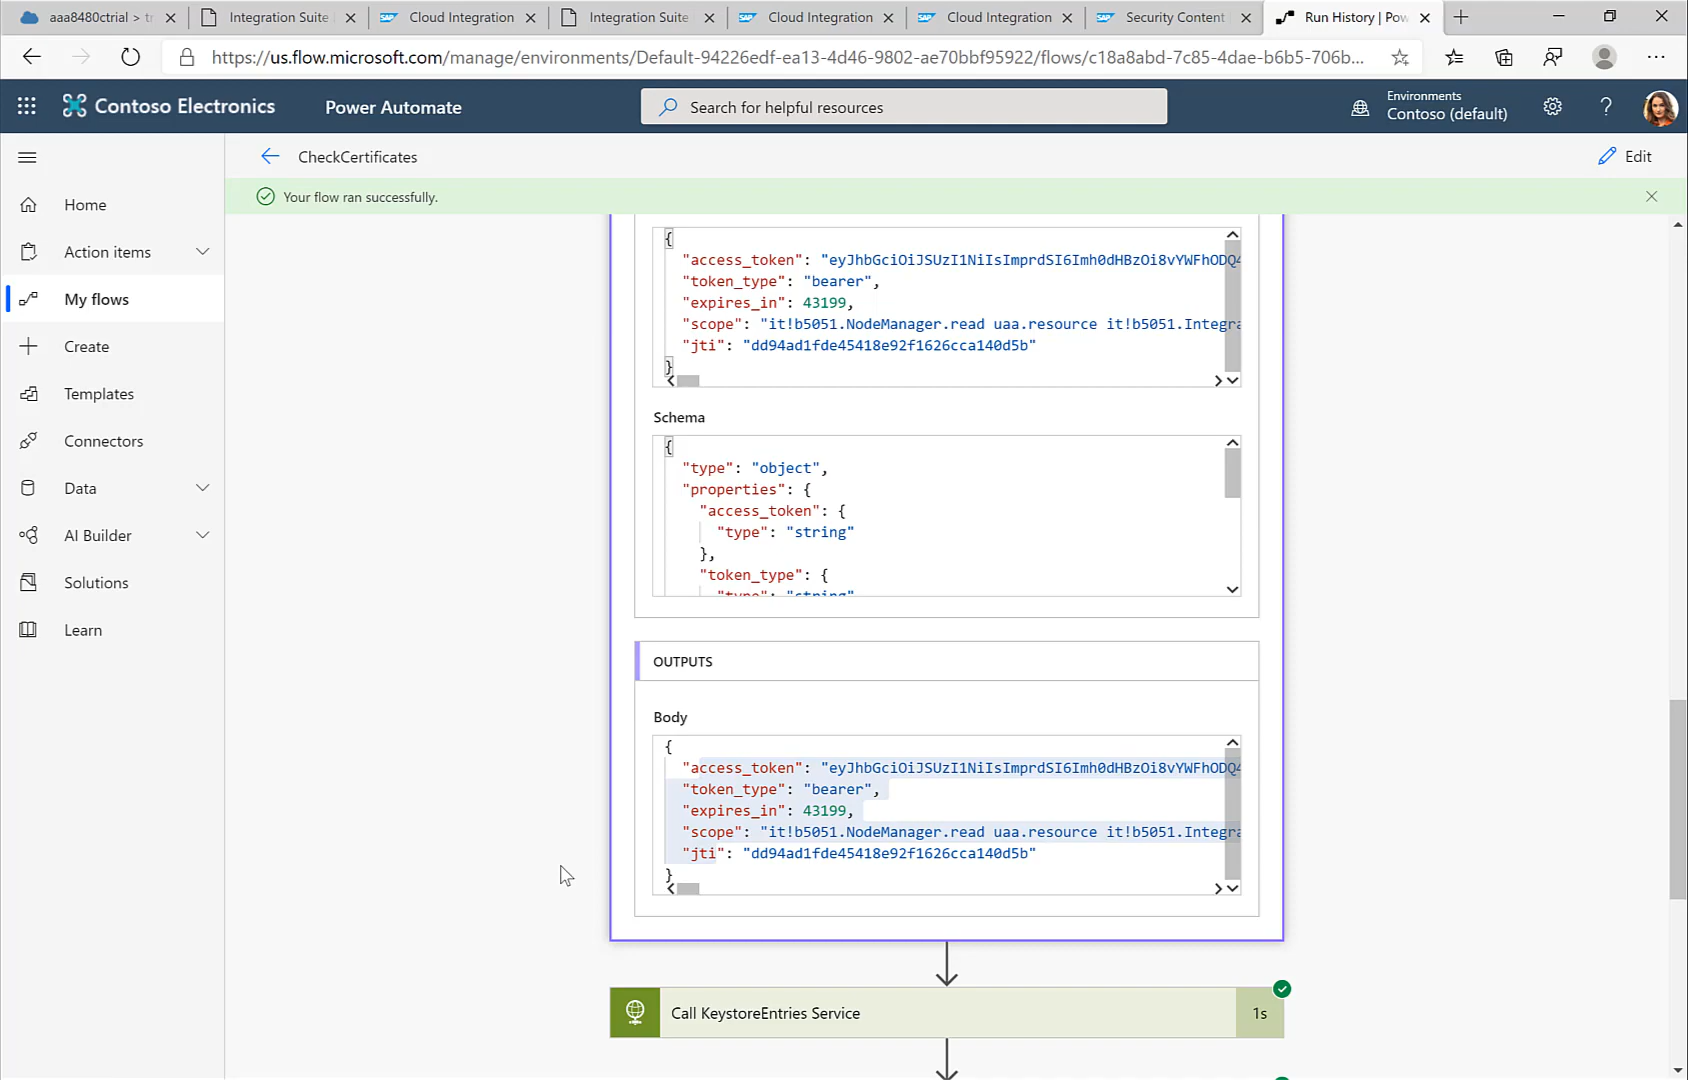 aaa8480ctrial > tr
Integration Suite
Cloud Integration
Integration Suite
Cloud Integration
Cloud Integration
Security Content
Run History | Pow
https://us.flow.microsoft.com/manage/environments/Default-94226edf-ea13-4d46-9802-ae70bbf95922/flows/c18a8abd-7c85-4dae-b6b5-706b...
Contoso Electronics
Power Automate
Search for helpful resources
Environments
Contoso (default)
CheckCertificates
Edit
Your flow ran successfully.
Home
Action items
My flows
Create
Templates
Connectors
Data
AI Builder
Solutions
Learn
{
"access_token": "eyJhbGciOiJSUzI1NiIsImprdSI6Imh0dHBzOi8vYWFhODQ4
"token_type": "bearer",
"expires_in": 43199,
"scope": "it!b5051.NodeManager.read uaa.resource it!b5051.Integra
"jti": "dd94ad1fde45418e92f1626cca140d5b"
}
Schema
{
"type": "object",
"properties": {
"access_token": {
"type": "string"
},
"token_type": {
"type": "string"
OUTPUTS
Body
{
"access_token": "eyJhbGciOiJSUzI1NiIsImprdSI6Imh0dHBzOi8vYWFhODQ4
"token_type": "bearer",
"expires_in": 43199,
"scope": "it!b5051.NodeManager.read uaa.resource it!b5051.Integra
"jti": "dd94ad1fde45418e92f1626cca140d5b"
}
Call KeystoreEntries Service
1s